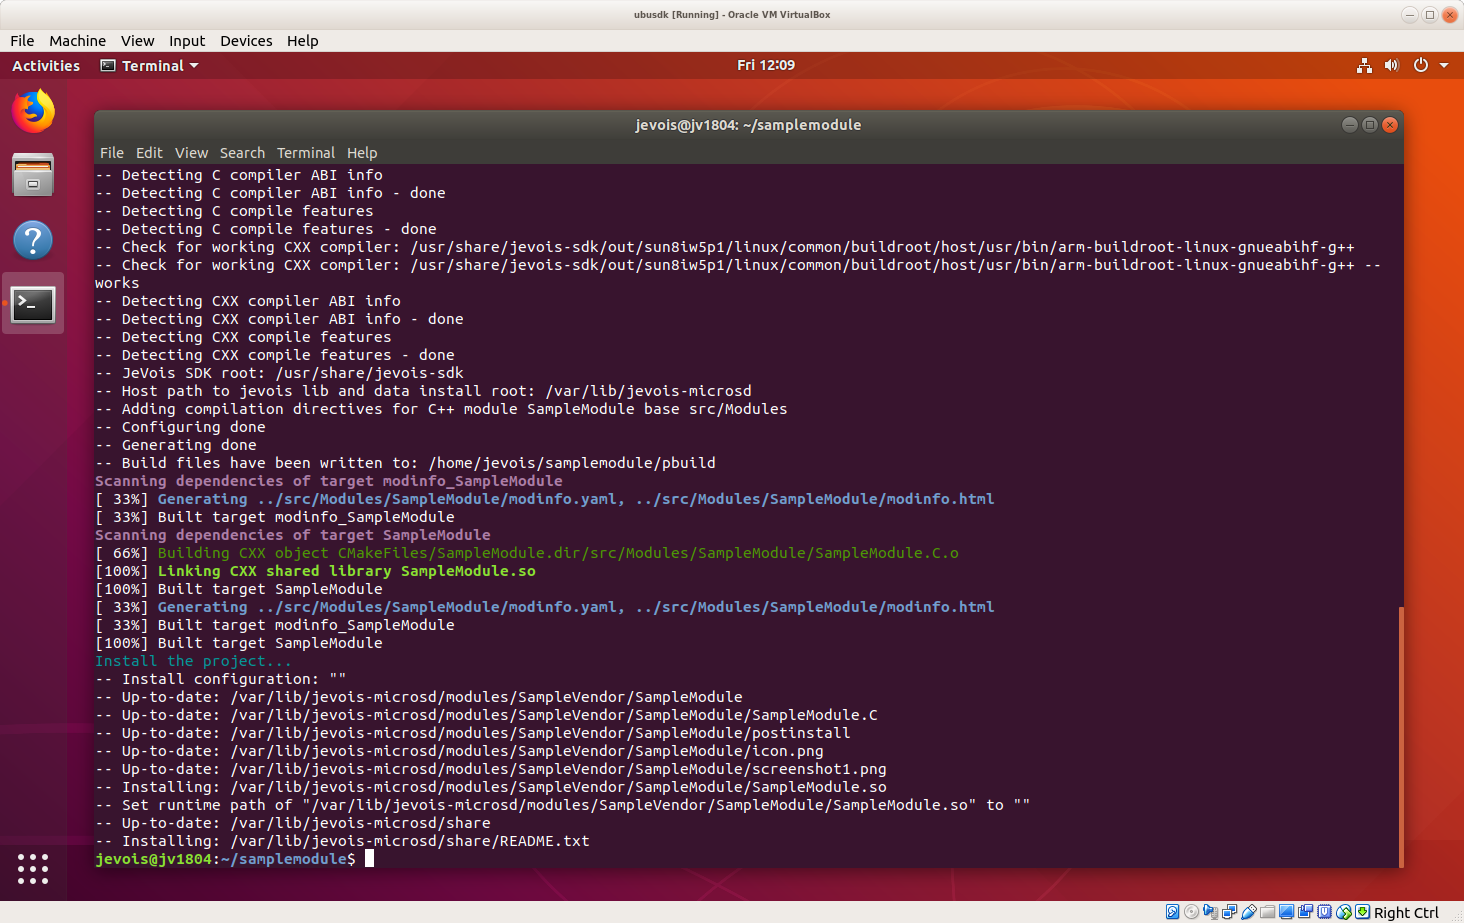 ubusdk [Running] - Oracle VM VirtualBox
File Machine View Input Devices Help
Activities Terminal Fri 12:09
jevois@jv1804: ~/samplemodule
File Edit View Search Terminal Help
-- Detecting C compiler ABI info
-- Detecting C compiler ABI info - done
-- Detecting C compile features
-- Detecting C compile features - done
-- Check for working CXX compiler: /usr/share/jevois-sdk/out/sun8iw5p1/linux/common/buildroot/host/usr/bin/arm-buildroot-linux-gnueabihf-g++
-- Check for working CXX compiler: /usr/share/jevois-sdk/out/sun8iw5p1/linux/common/buildroot/host/usr/bin/arm-buildroot-linux-gnueabihf-g++ --
works
-- Detecting CXX compiler ABI info
-- Detecting CXX compiler ABI info - done
-- Detecting CXX compile features
-- Detecting CXX compile features - done
-- JeVois SDK root: /usr/share/jevois-sdk
-- Host path to jevois lib and data install root: /var/lib/jevois-microsd
-- Adding compilation directives for C++ module SampleModule base src/Modules
-- Configuring done
-- Generating done
-- Build files have been written to: /home/jevois/samplemodule/pbuild
Scanning dependencies of target modinfo_SampleModule
[ 33%] Generating ../src/Modules/SampleModule/modinfo.yaml, ../src/Modules/SampleModule/modinfo.html
[ 33%] Built target modinfo_SampleModule
Scanning dependencies of target SampleModule
[ 66%] Building CXX object CMakeFiles/SampleModule.dir/src/Modules/SampleModule/SampleModule.C.o
[100%] Linking CXX shared library SampleModule.so
[100%] Built target SampleModule
[ 33%] Generating ../src/Modules/SampleModule/modinfo.yaml, ../src/Modules/SampleModule/modinfo.html
[ 33%] Built target modinfo_SampleModule
[100%] Built target SampleModule
Install the project...
-- Install configuration: ""
-- Up-to-date: /var/lib/jevois-microsd/modules/SampleVendor/SampleModule
-- Up-to-date: /var/lib/jevois-microsd/modules/SampleVendor/SampleModule/SampleModule.C
-- Up-to-date: /var/lib/jevois-microsd/modules/SampleVendor/SampleModule/postinstall
-- Up-to-date: /var/lib/jevois-microsd/modules/SampleVendor/SampleModule/icon.png
-- Up-to-date: /var/lib/jevois-microsd/modules/SampleVendor/SampleModule/screenshot1.png
-- Installing: /var/lib/jevois-microsd/modules/SampleVendor/SampleModule/SampleModule.so
-- Set runtime path of "/var/lib/jevois-microsd/modules/SampleVendor/SampleModule/SampleModule.so" to ""
-- Up-to-date: /var/lib/jevois-microsd/share
-- Installing: /var/lib/jevois-microsd/share/README.txt
jevois@jv1804:~/samplemodule$
Right Ctrl